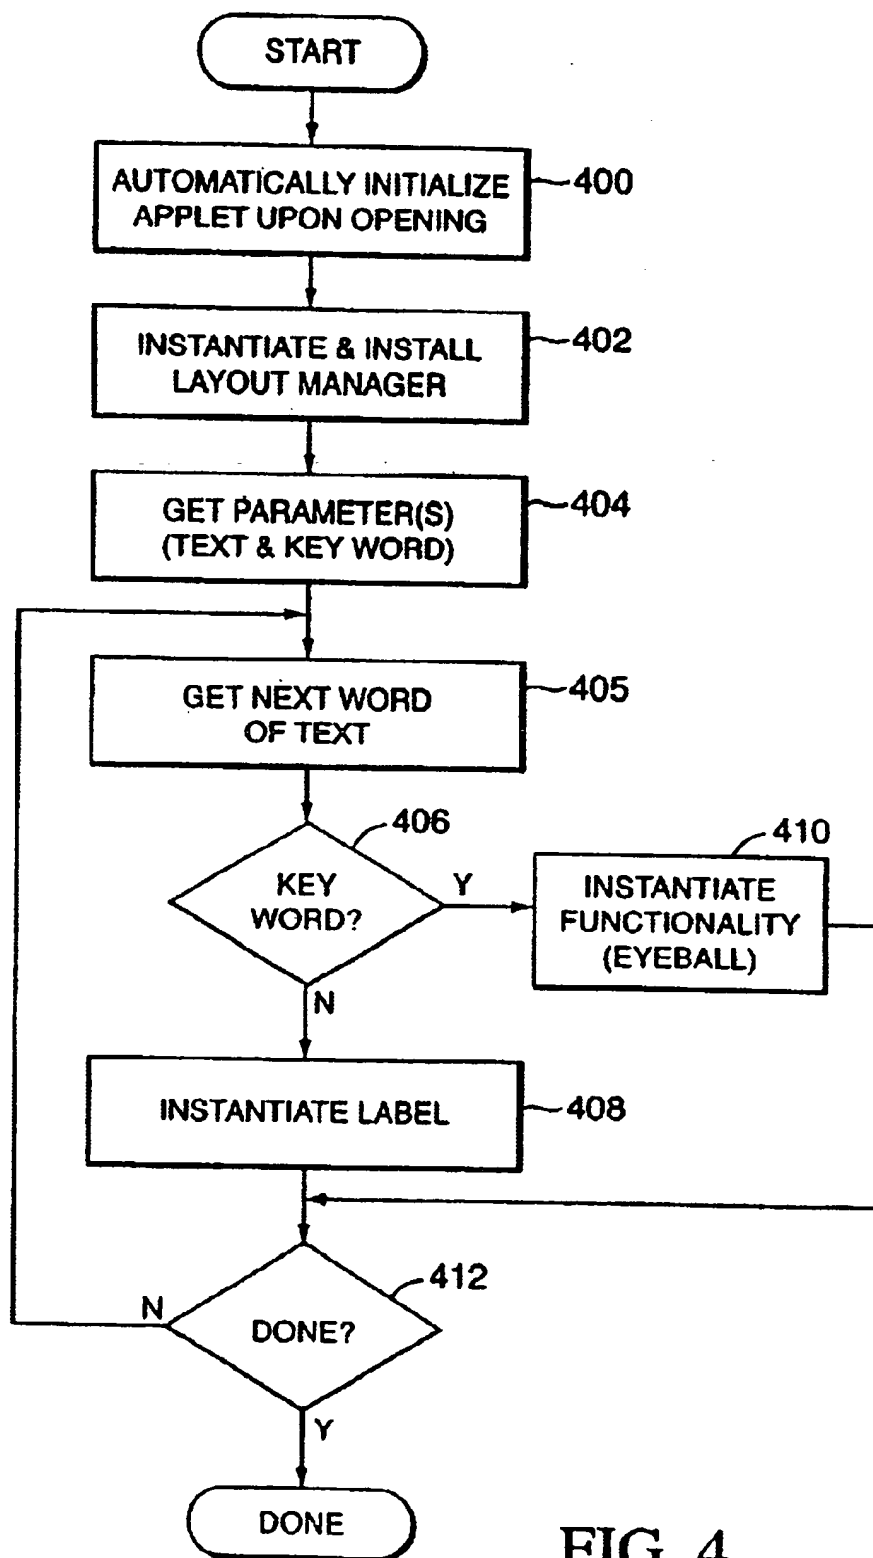 START
AUTOMATICALLY INITIALIZE
APPLET UPON OPENING
400
INSTANTIATE & INSTALL
LAYOUT MANAGER
402
GET PARAMETER(S)
(TEXT & KEY WORD)
404
GET NEXT WORD
OF TEXT
405
406
KEY
WORD?
Y
N
410
INSTANTIATE
FUNCTIONALITY
(EYEBALL)
INSTANTIATE LABEL
408
412
DONE?
N
Y
DONE
FIG. 4